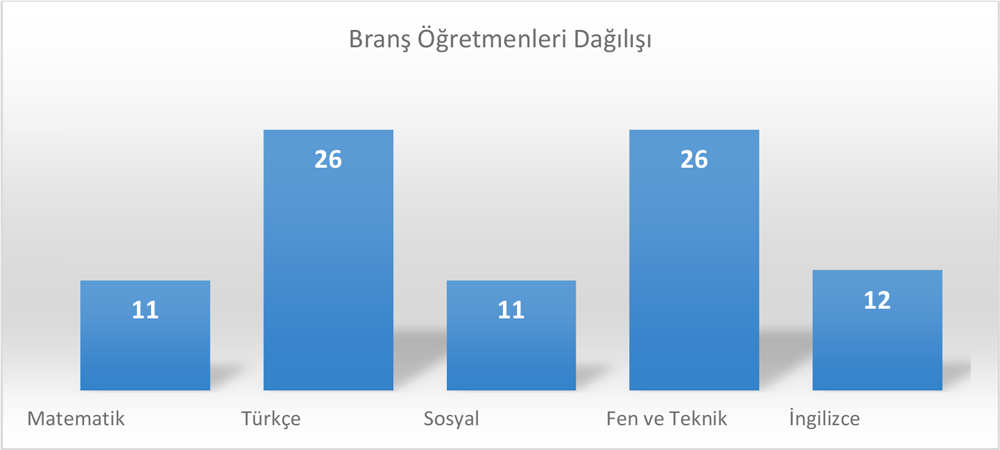 Branş Öğretmenleri Dağılışı
26
26
11
11
12
Matematik
Türkçe
Sosyal
Fen ve Teknik
İngilizce